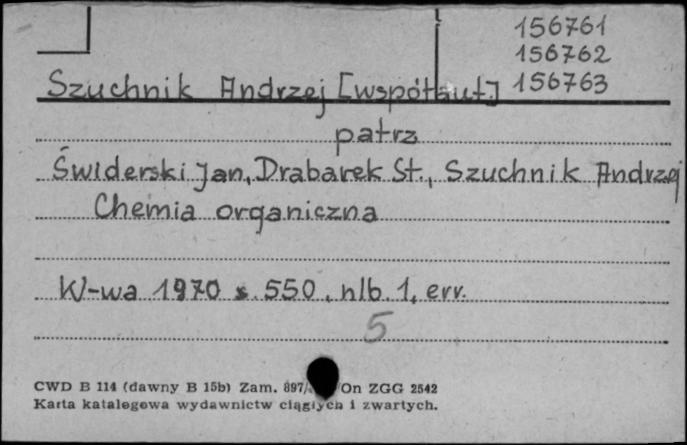 156761
156762
Szuchnik Andrzej [współaut] 156763
patrz
Świderski Jan, Drabarek St., Szuchnik Andrzej
Chemia organiczna
W-wa 1970 s. 550, nlb. 1, err.
5
CWD B 114 (dawny B 15b) Zam. 897/ On ZGG 2542
Karta katalogowa wydawnictw ciągłych i zwartych.